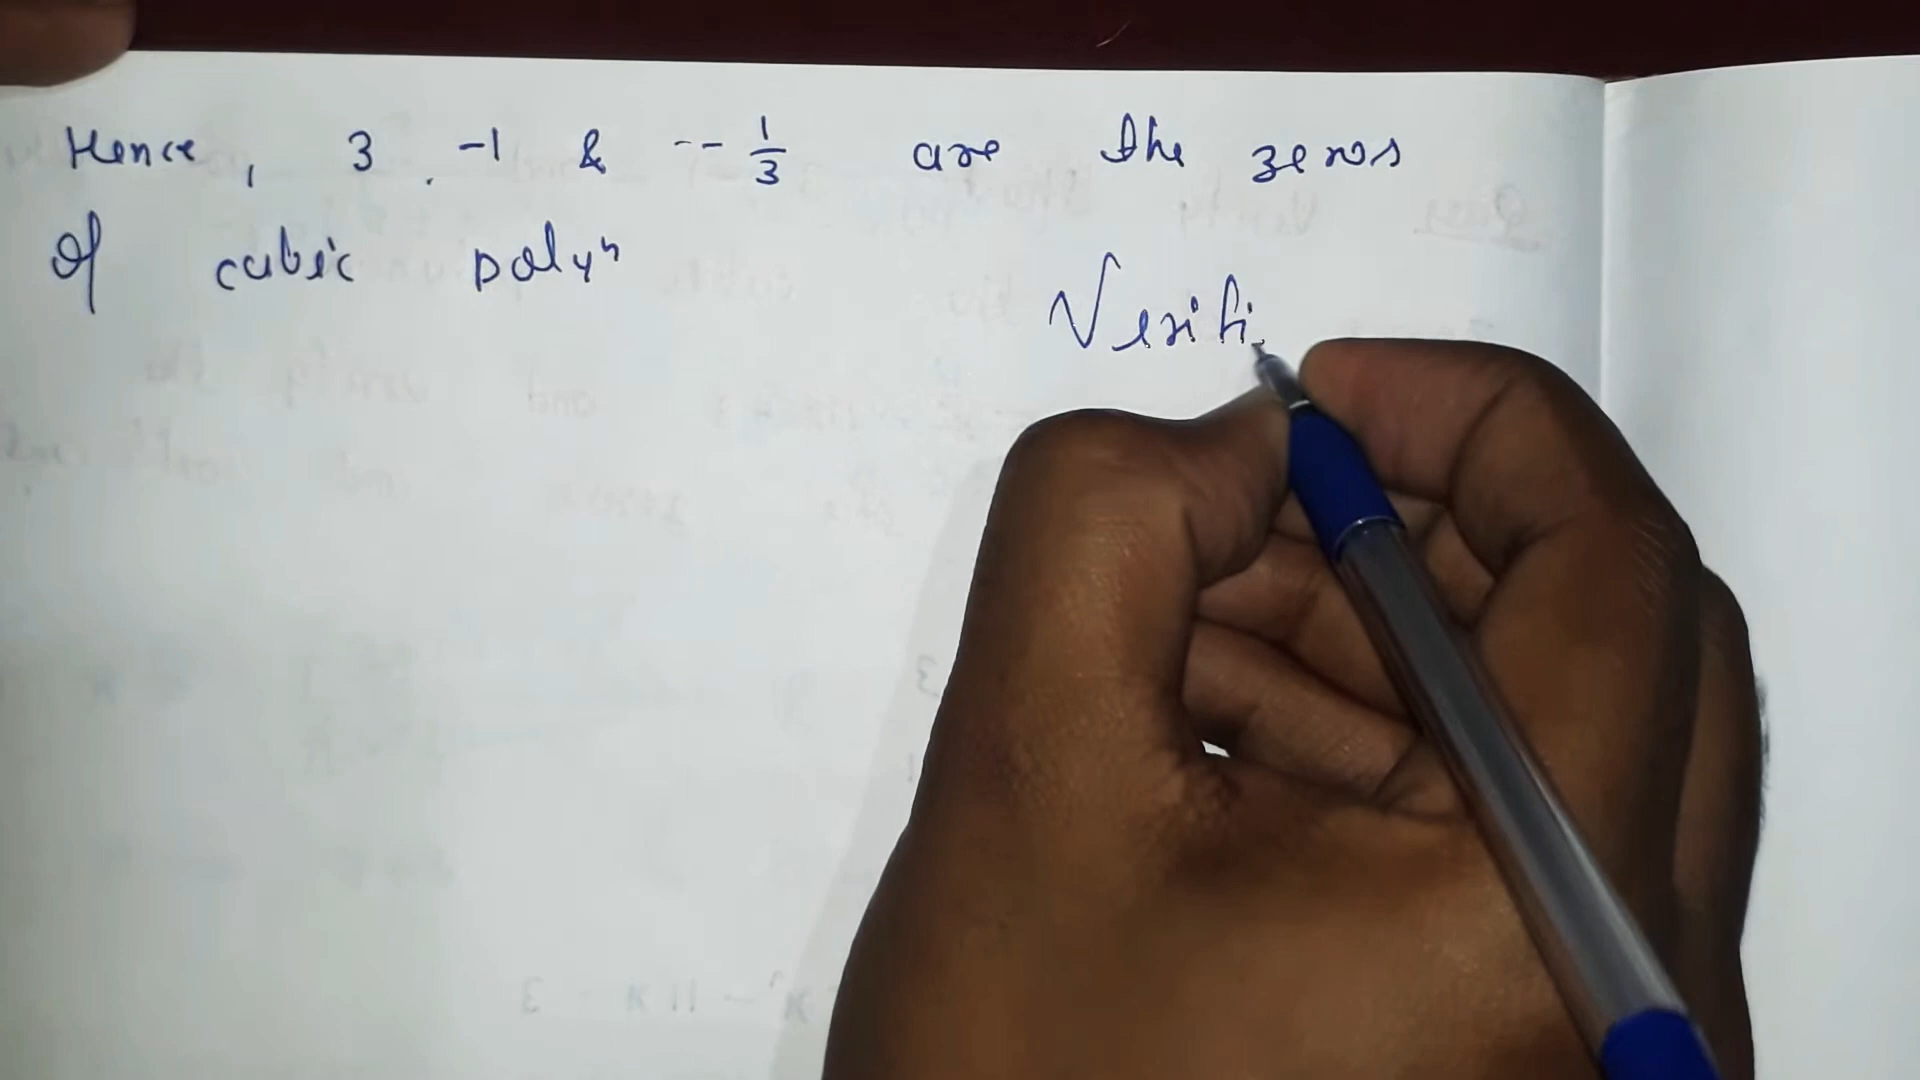 Hence, 3, -1 & -- 1/3 are the zeros
of cubic polyⁿ
Verifi